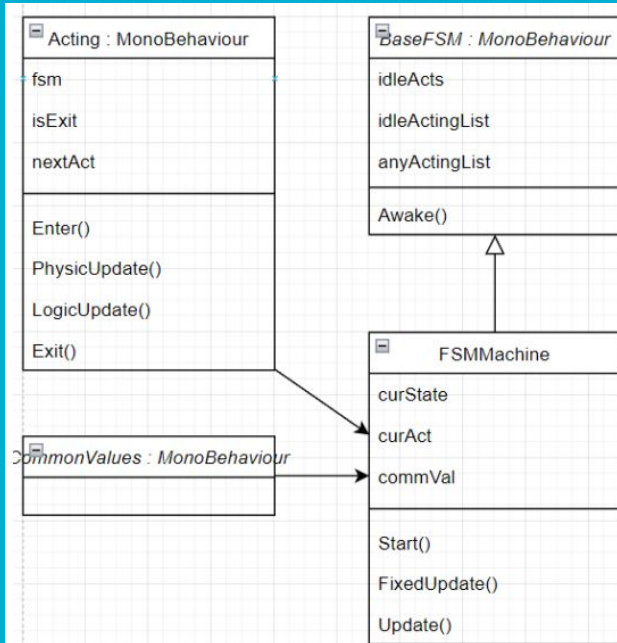 Acting : MonoBehaviour
fsm
isExit
nextAct
Enter()
PhysicUpdate()
LogicUpdate()
Exit()
CommonValues : MonoBehaviour
BaseFSM : MonoBehaviour
idleActs
idleActingList
anyActingList
Awake()
FSMMachine
curState
curAct
commVal
Start()
FixedUpdate()
Update()